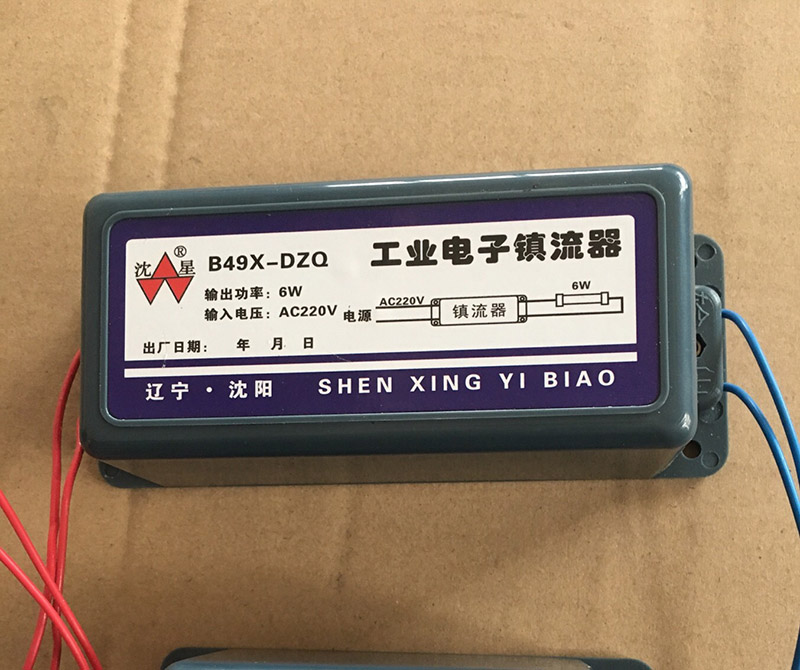 沈 星 ®
B49X-DZQ
工业电子镇流器
输出功率：6W
输入电压：AC220V
电源
AC220V
镇流器
6W
出厂日期： 年 月 日
辽宁·沈阳 SHEN XING YI BIAO